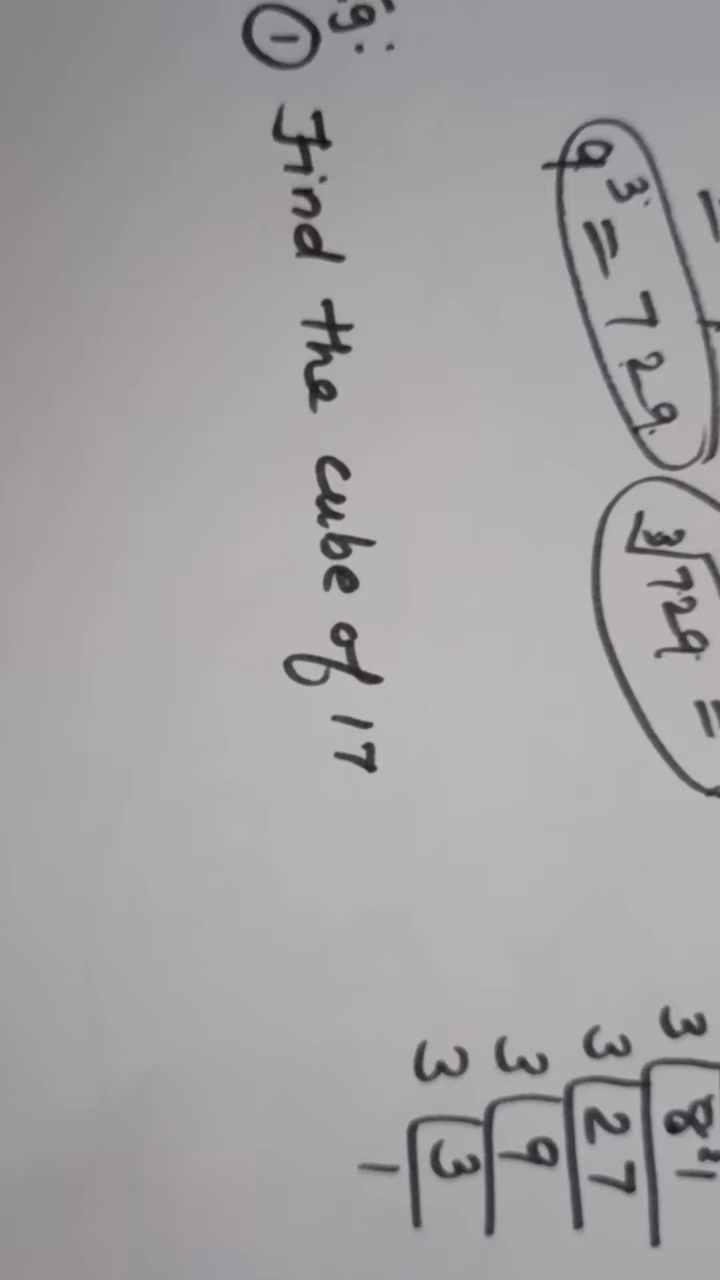 =
9³ = 729
³√729 =
eg:
① Find the cube of 17
3 81
3 27
3 9
3 3
1